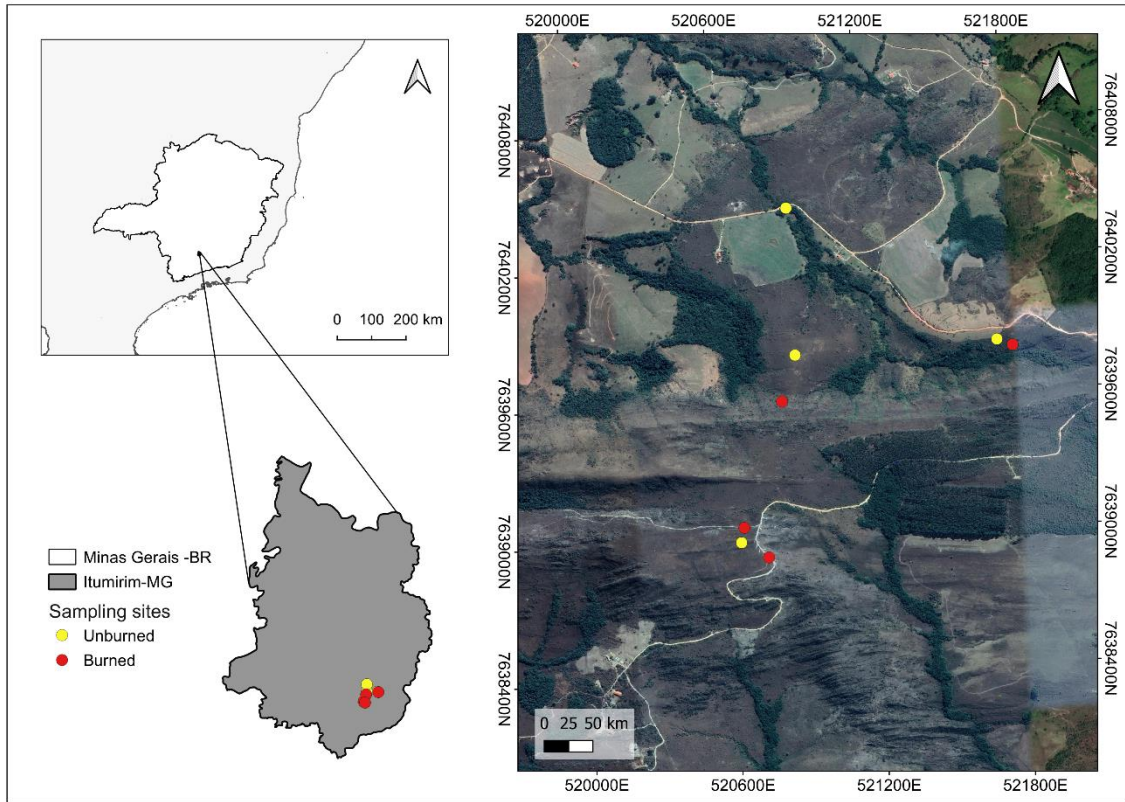 0 100 200 km
Minas Gerais -BR
Itumirim-MG
Sampling sites
Unburned
Burned
520000E 520600E 521200E 521800E
7640800N
7640200N
7639600N
7639000N
7638400N
7640800N
7640200N
7639600N
7639000N
7638400N
0 25 50 km
520000E 520600E 521200E 521800E